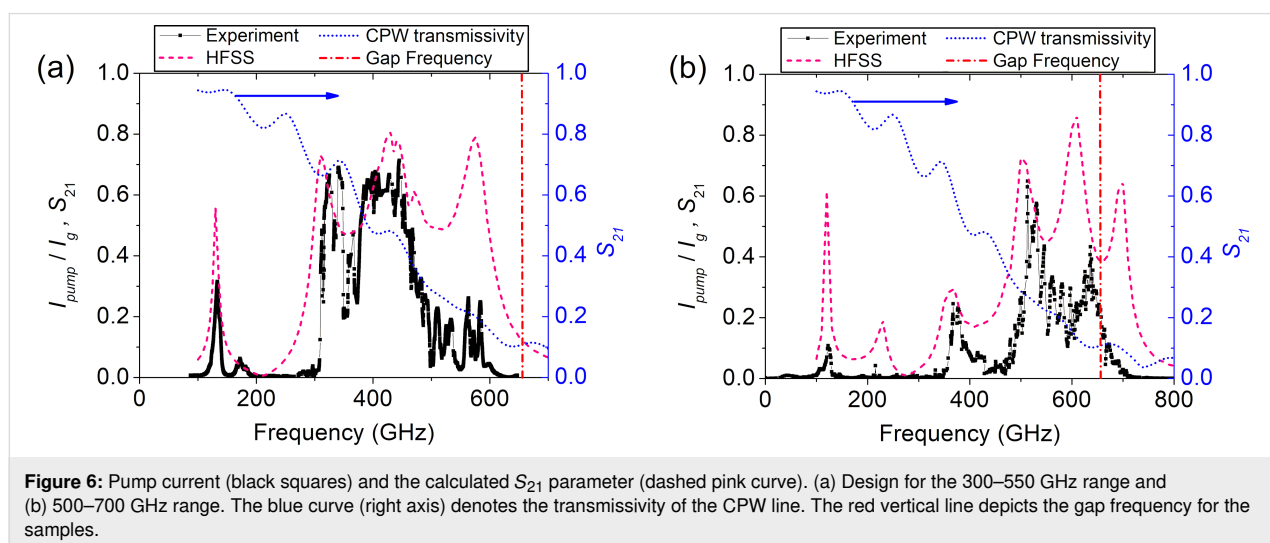 Experiment CPW transmissivity
HFSS Gap Frequency
(a)
1.0
0.8
0.6
0.4
0.2
0.0
I_pump / I_g , S_21
0 200 400 600
Frequency (GHz)
1.0
0.8
0.6
0.4
0.2
0.0
S_21
Experiment CPW transmissivity
HFSS Gap Frequency
(b)
1.0
0.8
0.6
0.4
0.2
0.0
I_pump / I_g , S_21
0 200 400 600 800
Frequency (GHz)
1.0
0.8
0.6
0.4
0.2
0.0
S_21
Figure 6: Pump current (black squares) and the calculated S21 parameter (dashed pink curve). (a) Design for the 300–550 GHz range and
(b) 500–700 GHz range. The blue curve (right axis) denotes the transmissivity of the CPW line. The red vertical line depicts the gap frequency for the
samples.